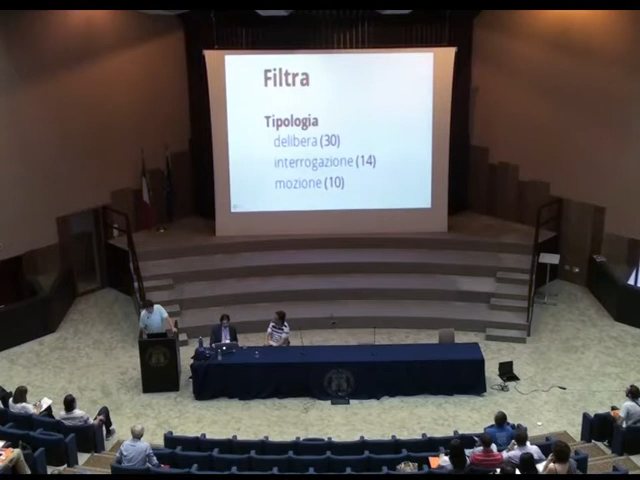 Filtra
Tipologia
delibera (30)
interrogazione (14)
mozione (10)